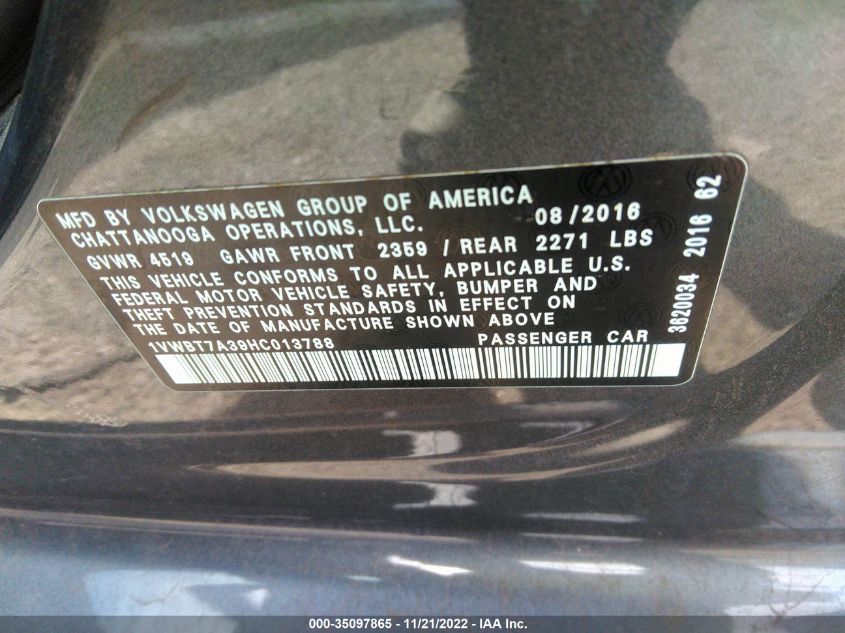 MFD BY VOLKSWAGEN GROUP OF AMERICA
CHATTANOOGA OPERATIONS, LLC. 08/2016
GVWR 4519 GAWR FRONT 2359 / REAR 2271 LBS
THIS VEHICLE CONFORMS TO ALL APPLICABLE U.S.
FEDERAL MOTOR VEHICLE SAFETY, BUMPER AND
THEFT PREVENTION STANDARDS IN EFFECT ON
THE DATE OF MANUFACTURE SHOWN ABOVE
1VWBT7A39HC013788 PASSENGER CAR
3620034 2016 62
000-35097865 - 11/21/2022 - IAA Inc.